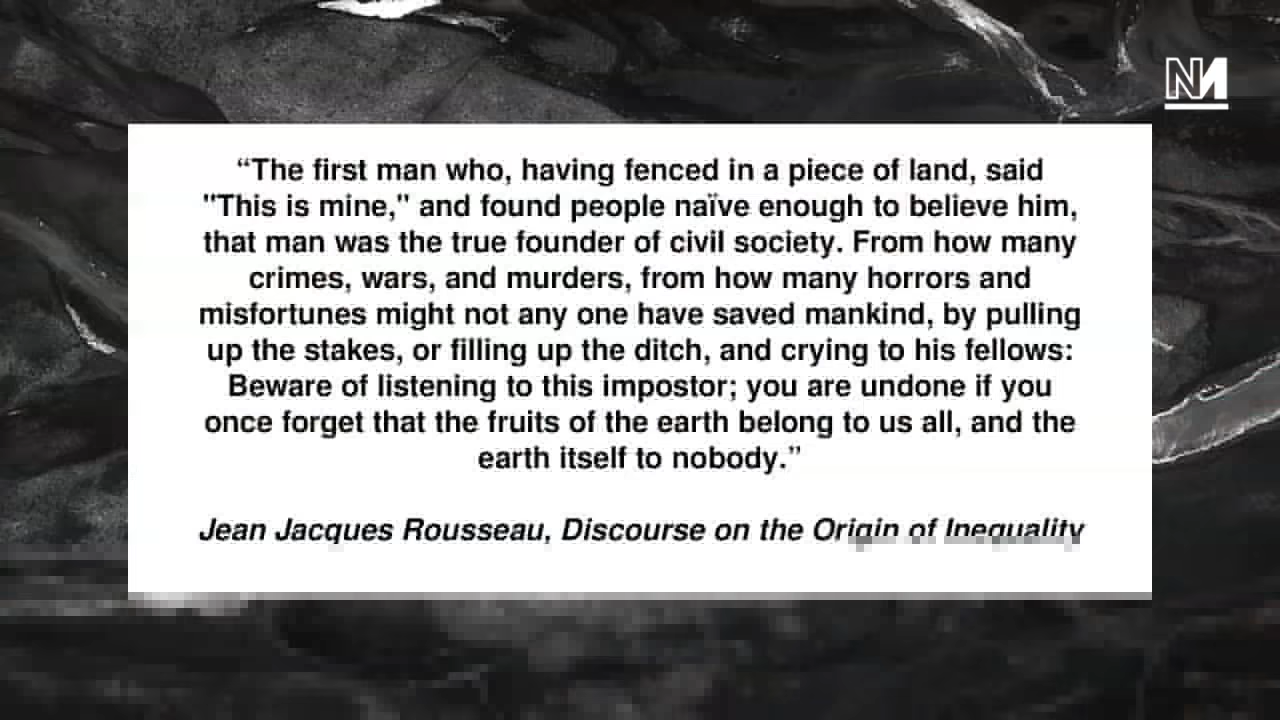 “The first man who, having fenced in a piece of land, said
"This is mine," and found people naïve enough to believe him,
that man was the true founder of civil society. From how many
crimes, wars, and murders, from how many horrors and
misfortunes might not any one have saved mankind, by pulling
up the stakes, or filling up the ditch, and crying to his fellows:
Beware of listening to this impostor; you are undone if you
once forget that the fruits of the earth belong to us all, and the
earth itself to nobody.”
Jean Jacques Rousseau, Discourse on the Origin of Inequality